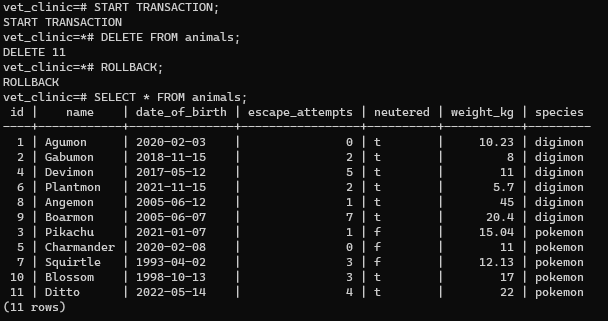 vet_clinic=# START TRANSACTION;
START TRANSACTION
vet_clinic=*# DELETE FROM animals;
DELETE 11
vet_clinic=*# ROLLBACK;
ROLLBACK
vet_clinic=# SELECT * FROM animals;
 id |    name    | date_of_birth | escape_attempts | neutered | weight_kg | species
----+------------+---------------+-----------------+----------+-----------+---------
  1 | Agumon     | 2020-02-03    |               0 | t        |     10.23 | digimon
  2 | Gabumon    | 2018-11-15    |               2 | t        |         8 | digimon
  4 | Devimon    | 2017-05-12    |               5 | t        |        11 | digimon
  6 | Plantmon   | 2021-11-15    |               2 | t        |       5.7 | digimon
  8 | Angemon    | 2005-06-12    |               1 | t        |        45 | digimon
  9 | Boarmon    | 2005-06-07    |               7 | t        |      20.4 | digimon
  3 | Pikachu    | 2021-01-07    |               1 | f        |     15.04 | pokemon
  5 | Charmander | 2020-02-08    |               0 | f        |        11 | pokemon
  7 | Squirtle   | 1993-04-02    |               3 | f        |     12.13 | pokemon
 10 | Blossom    | 1998-10-13    |               3 | t        |        17 | pokemon
 11 | Ditto      | 2022-05-14    |               4 | t        |        22 | pokemon
(11 rows)